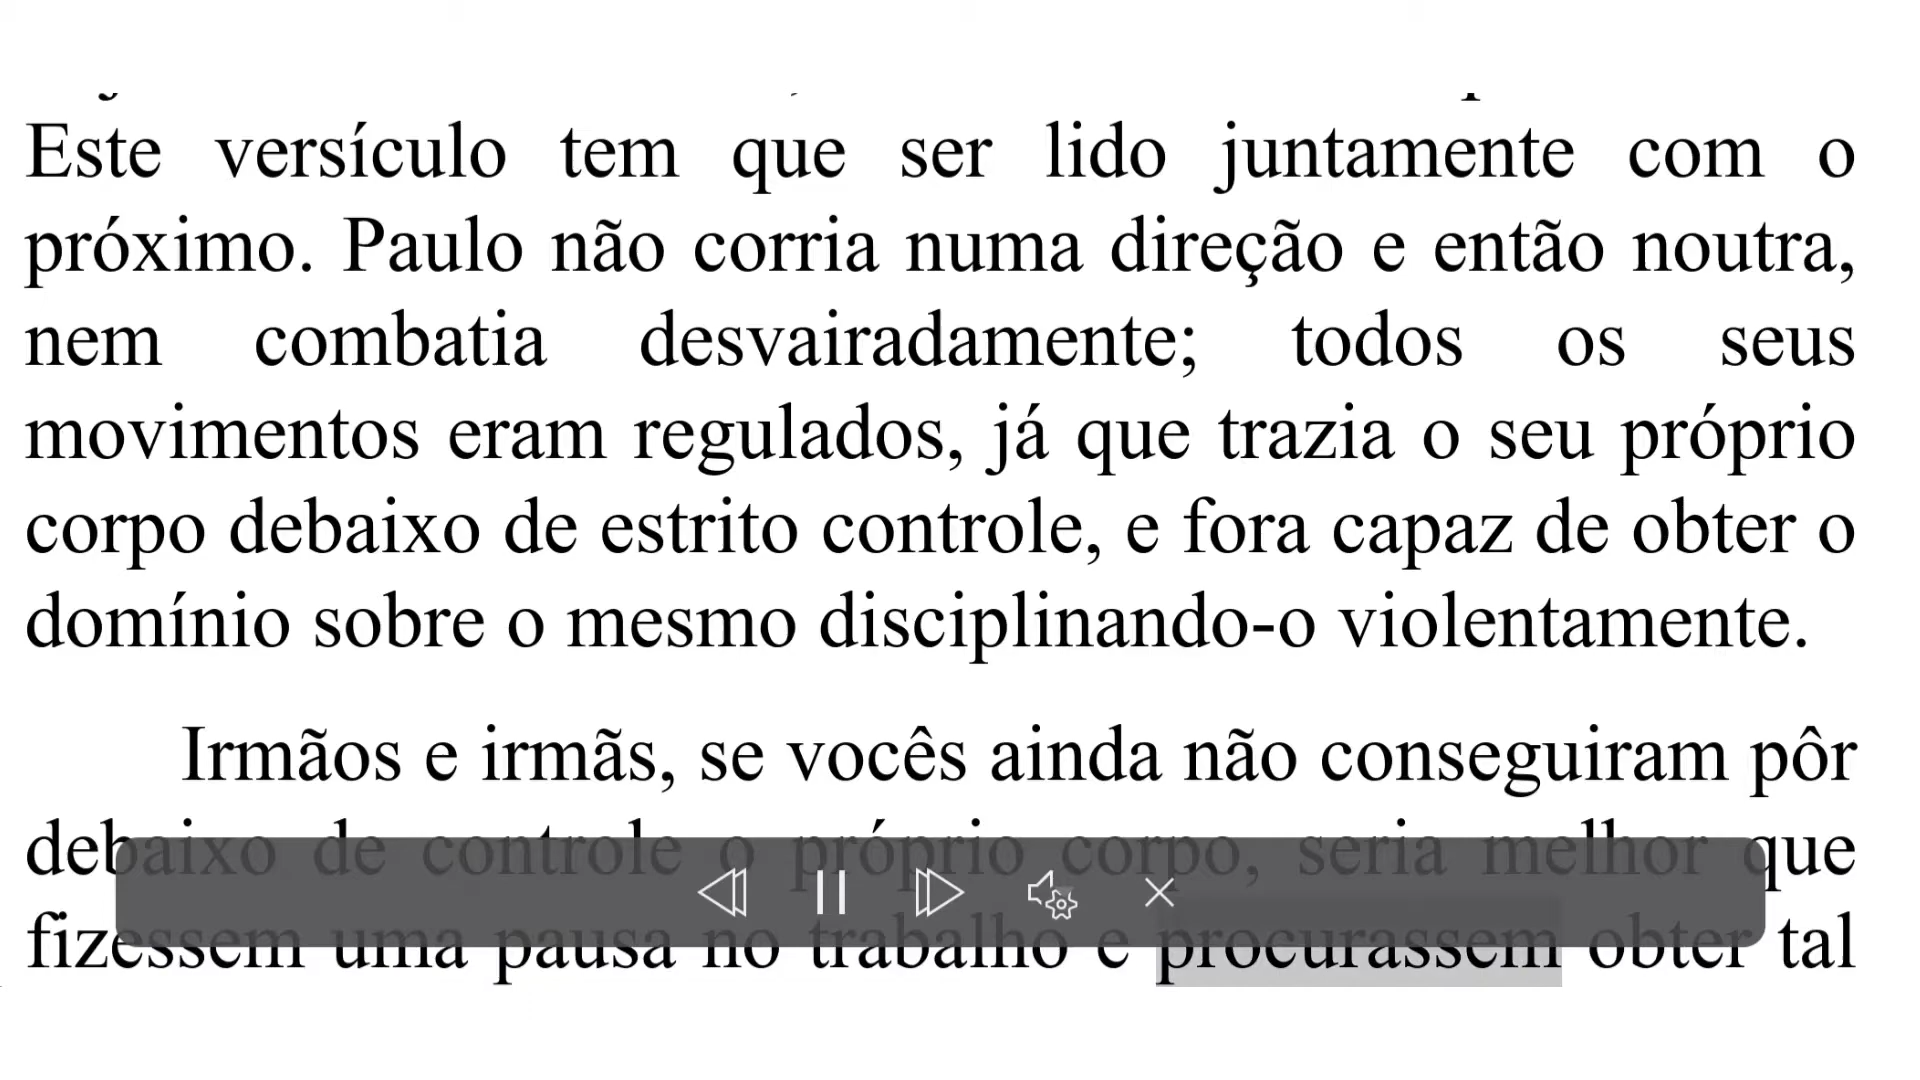 Este versículo tem que ser lido juntamente com o
próximo. Paulo não corria numa direção e então noutra,
nem combatia desvairadamente; todos os seus
movimentos eram regulados, já que trazia o seu próprio
corpo debaixo de estrito controle, e fora capaz de obter o
domínio sobre o mesmo disciplinando-o violentamente.
Irmãos e irmãs, se vocês ainda não conseguiram pôr
debaixo de controle o próprio corpo, seria melhor que
fizessem uma pausa no trabalho e procurassem obter tal